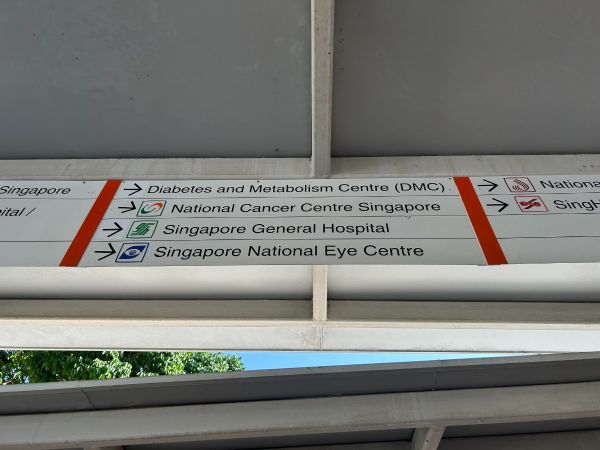 Singapore
Diabetes and Metabolism Centre (DMC)
National Cancer Centre Singapore
Singapore General Hospital
Singapore National Eye Centre